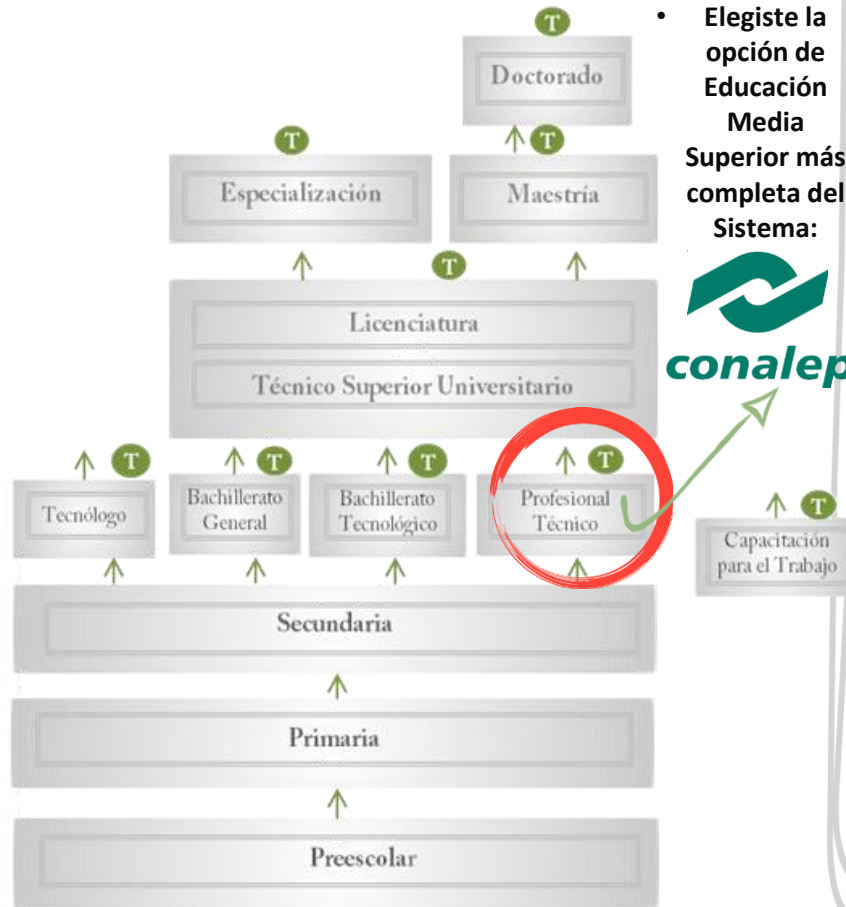 T
Doctorado
• Elegiste la
opción de
Educación
Media
Superior más
completa del
Sistema:
conalep
T
T
Especialización
Maestría
T
Licenciatura
Técnico Superior Universitario
T
T
T
T
Tecnólogo
Bachillerato
General
Bachillerato
Tecnológico
Profesional
Técnico
T
Capacitación
para el Trabajo
Secundaria
Primaria
Preescolar